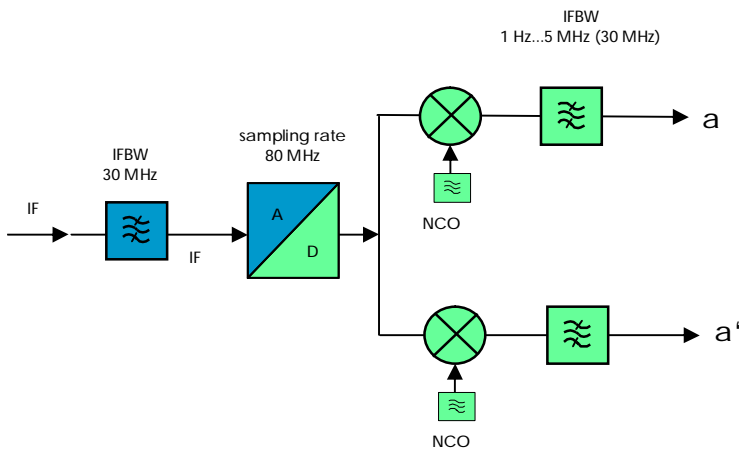 IFBW
1 Hz...5 MHz (30 MHz)
a
sampling rate
80 MHz
IFBW
30 MHz
NCO
IF
A
D
IF
a'
NCO